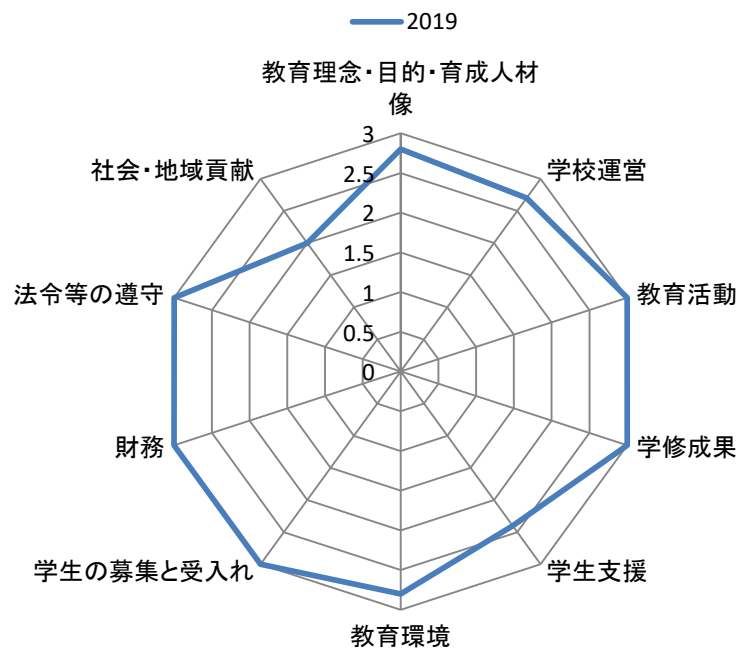 2019
教育理念・目的・育成人材
像
学校運営
教育活動
学修成果
学生支援
教育環境
学生の募集と受入れ
財務
法令等の遵守
社会・地域貢献
3
2.5
2
1.5
1
0.5
0